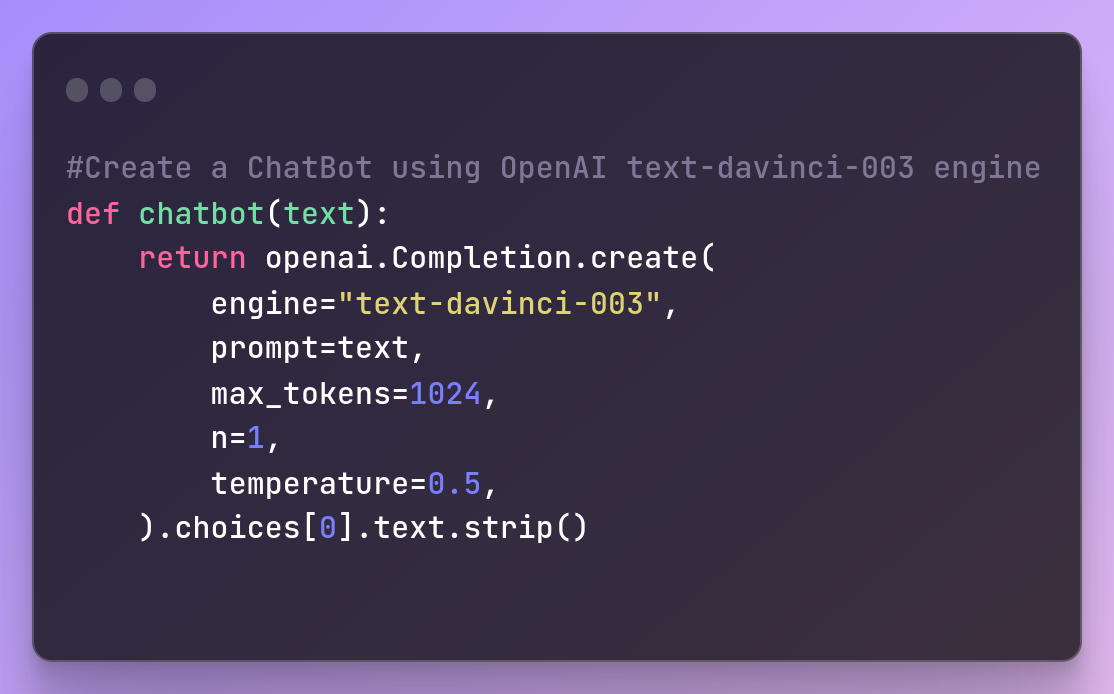 #Create a ChatBot using OpenAI text-davinci-003 engine
def chatbot(text):
    return openai.Completion.create(
        engine="text-davinci-003",
        prompt=text,
        max_tokens=1024,
        n=1,
        temperature=0.5,
    ).choices[0].text.strip()